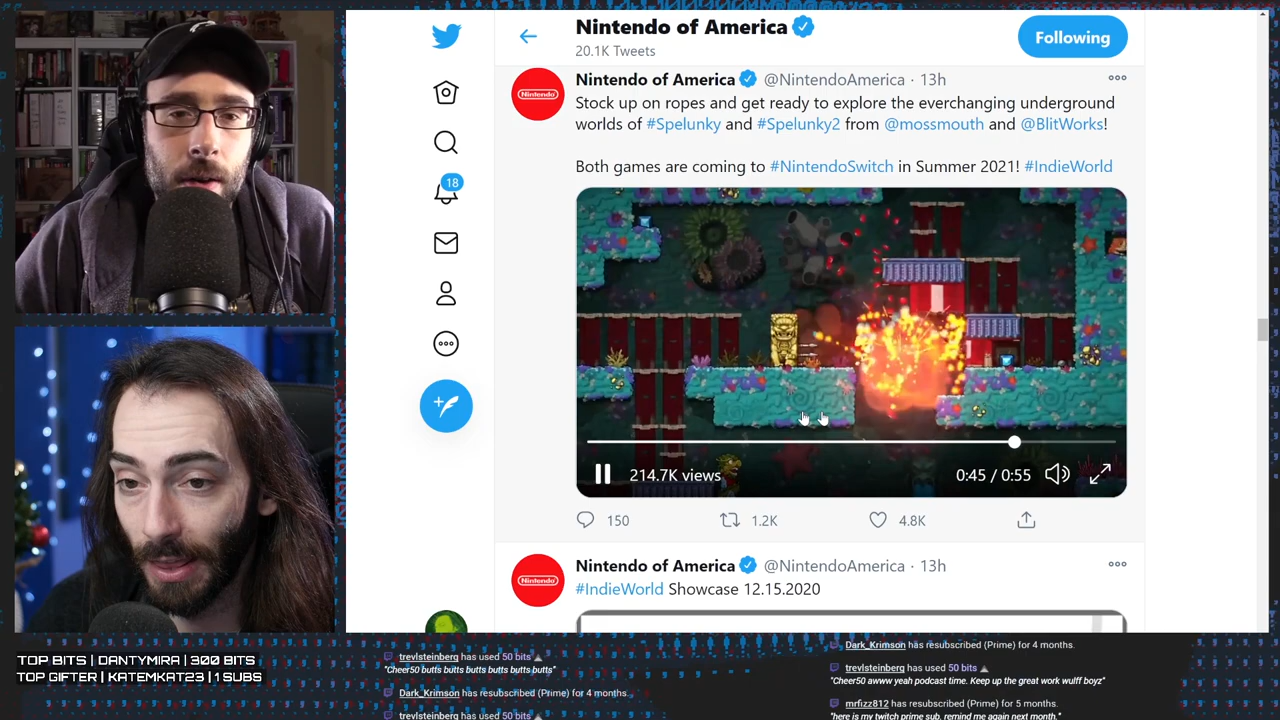 Nintendo of America
20.1K Tweets
Following
18
Nintendo
Nintendo of America @NintendoAmerica · 13h
Stock up on ropes and get ready to explore the everchanging underground
worlds of #Spelunky and #Spelunky2 from @mossmouth and @BlitWorks!
Both games are coming to #NintendoSwitch in Summer 2021! #IndieWorld
214.7K views
0:45 / 0:55
150
1.2K
4.8K
Nintendo
Nintendo of America @NintendoAmerica · 13h
#IndieWorld Showcase 12.15.2020
TOP BITS | DANTYMIRA | 300 BITS
TOP GIFTER | KATEMKAT23 | 1 SUBS
trevlsteinberg has used 50 bits
"Cheer50 butts butts butts butts butts butts"
Dark_Krimson has resubscribed (Prime) for 4 months.
trevlsteinberg has used 50 bits
Dark_Krimson has resubscribed (Prime) for 4 months.
trevlsteinberg has used 50 bits
"Cheer50 awww yeah podcast time. Keep up the great work wulff boyz"
mrfizz812 has resubscribed (Prime) for 5 months.
"here is my twitch prime sub. remind me again next month."